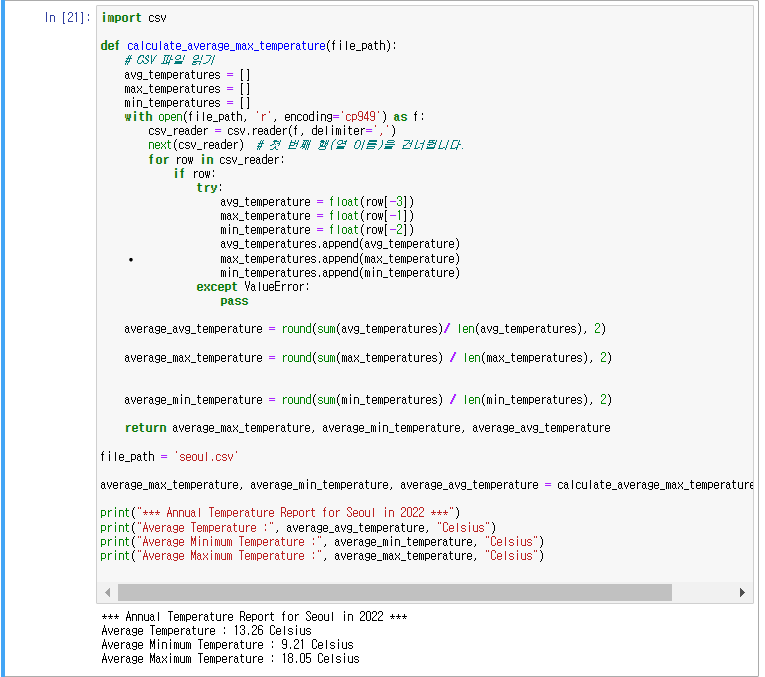 In [21]:
import csv
def calculate_average_max_temperature(file_path):
    # CSV 파일 읽기
    avg_temperatures = []
    max_temperatures = []
    min_temperatures = []
    with open(file_path, 'r', encoding='cp949') as f:
        csv_reader = csv.reader(f, delimiter=',')
        next(csv_reader)  # 첫 번째 행(열 이름)을 건너뜁니다.
        for row in csv_reader:
            if row:
                try:
                    avg_temperature = float(row[-3])
                    max_temperature = float(row[-1])
                    min_temperature = float(row[-2])
                    avg_temperatures.append(avg_temperature)
                    max_temperatures.append(max_temperature)
                    min_temperatures.append(min_temperature)
                except ValueError:
                    pass
    average_avg_temperature = round(sum(avg_temperatures)/ len(avg_temperatures), 2)
    average_max_temperature = round(sum(max_temperatures) / len(max_temperatures), 2)
    average_min_temperature = round(sum(min_temperatures) / len(min_temperatures), 2)
    return average_max_temperature, average_min_temperature, average_avg_temperature
file_path = 'seoul.csv'
average_max_temperature, average_min_temperature, average_avg_temperature = calculate_average_max_temperature
print("*** Annual Temperature Report for Seoul in 2022 ***")
print("Average Temperature :", average_avg_temperature, "Celsius")
print("Average Minimum Temperature :", average_min_temperature, "Celsius")
print("Average Maximum Temperature :", average_max_temperature, "Celsius")
*** Annual Temperature Report for Seoul in 2022 ***
Average Temperature : 13.26 Celsius
Average Minimum Temperature : 9.21 Celsius
Average Maximum Temperature : 18.05 Celsius